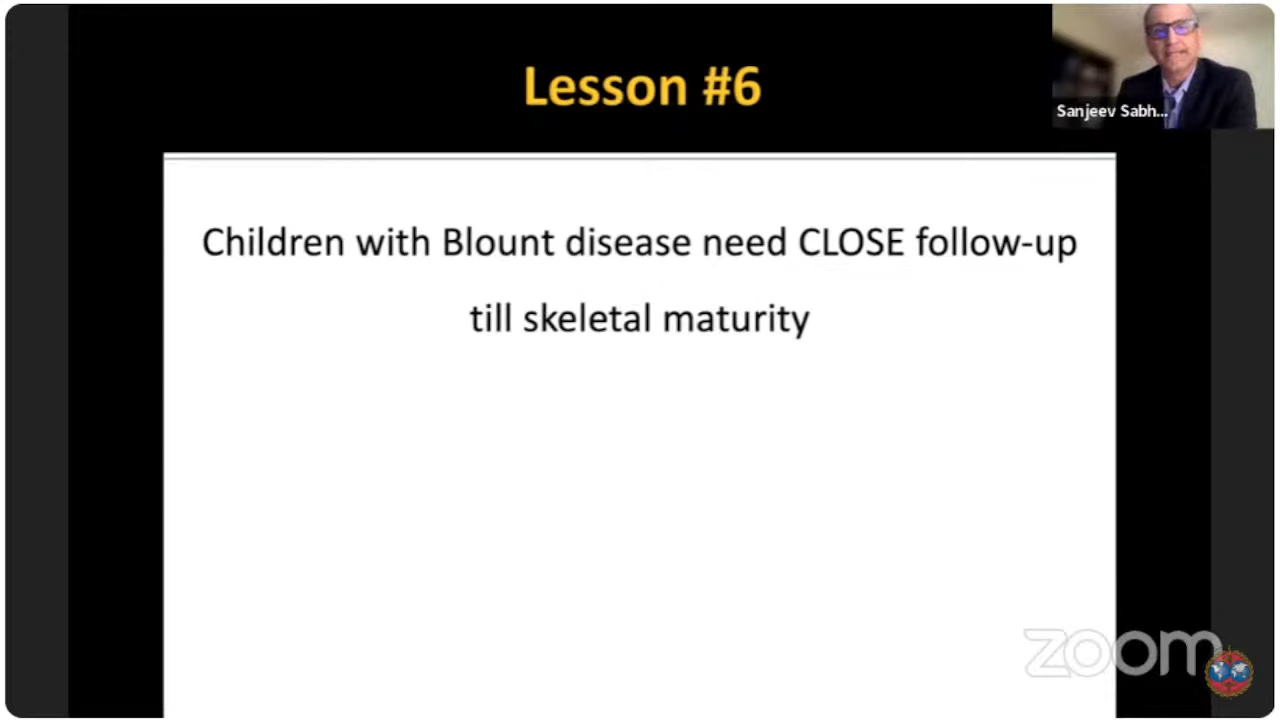 Lesson #6
Sanjeev Sabh...
Children with Blount disease need CLOSE follow-up
till skeletal maturity
zoom